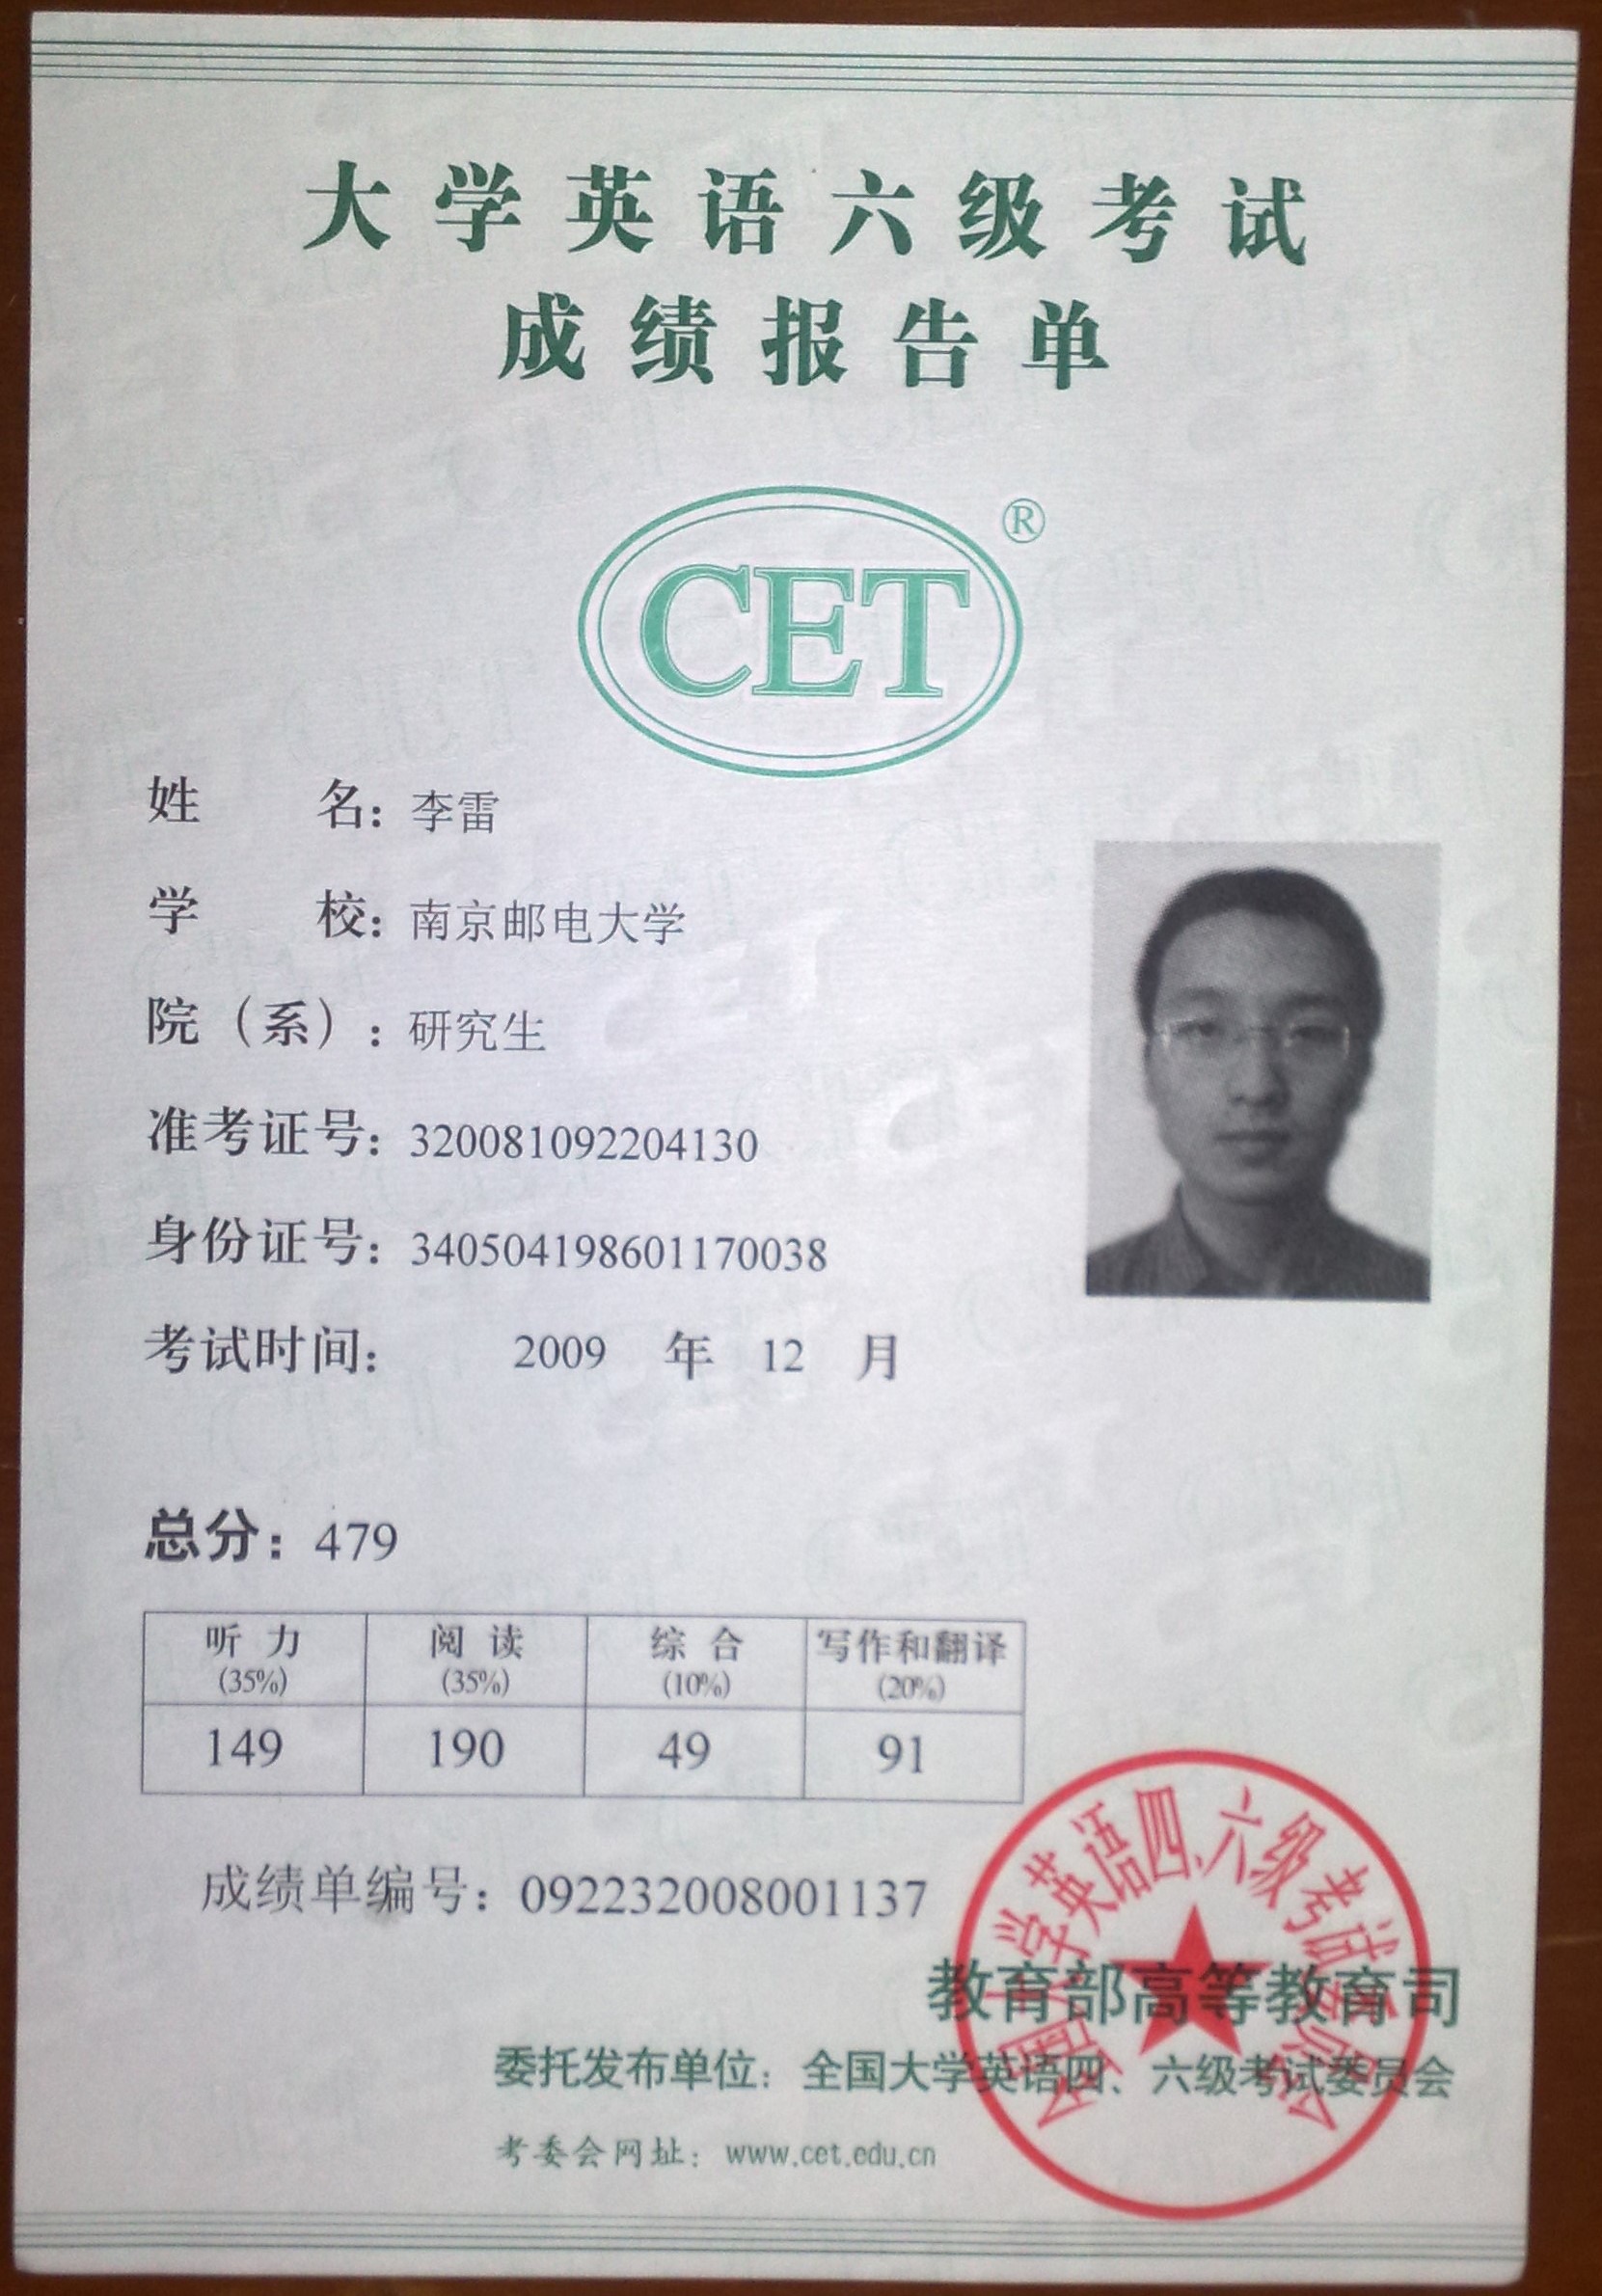 大学英语六级考试
成绩报告单
CET®
姓名：李雷
学校：南京邮电大学
院（系）：研究生
准考证号：320081092204130
身份证号：340504198601170038
考试时间： 2009 年 12 月
总分：479
听力 阅读 综合 写作和翻译
(35%) (35%) (10%) (20%)
149 190 49 91
成绩单编号：092232008001137
全国大学英语四、六级考试委员会
教育部高等教育司
委托发布单位：全国大学英语四、六级考试委员会
考委会网址：www.cet.edu.cn